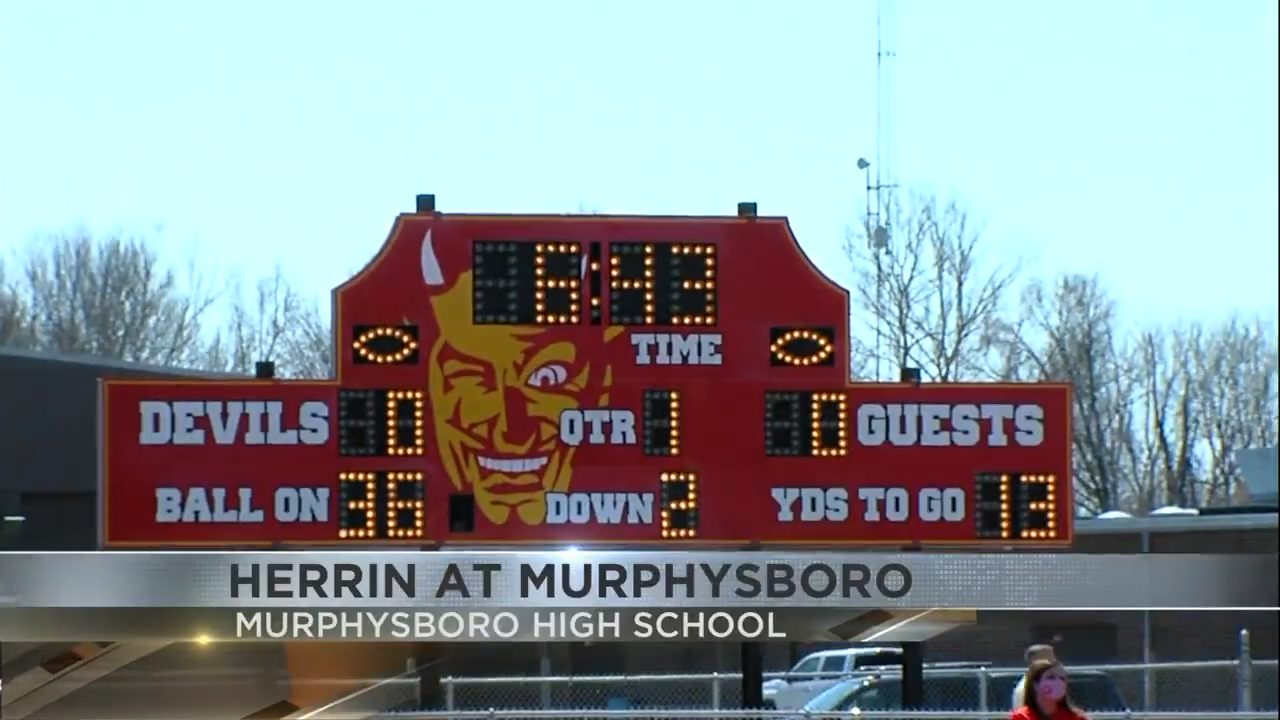 6:43
TIME
DEVILS 0 QTR 1 0 GUESTS
BALL ON 36 DOWN 2 YDS TO GO 13
HERRIN AT MURPHYSBORO
MURPHYSBORO HIGH SCHOOL